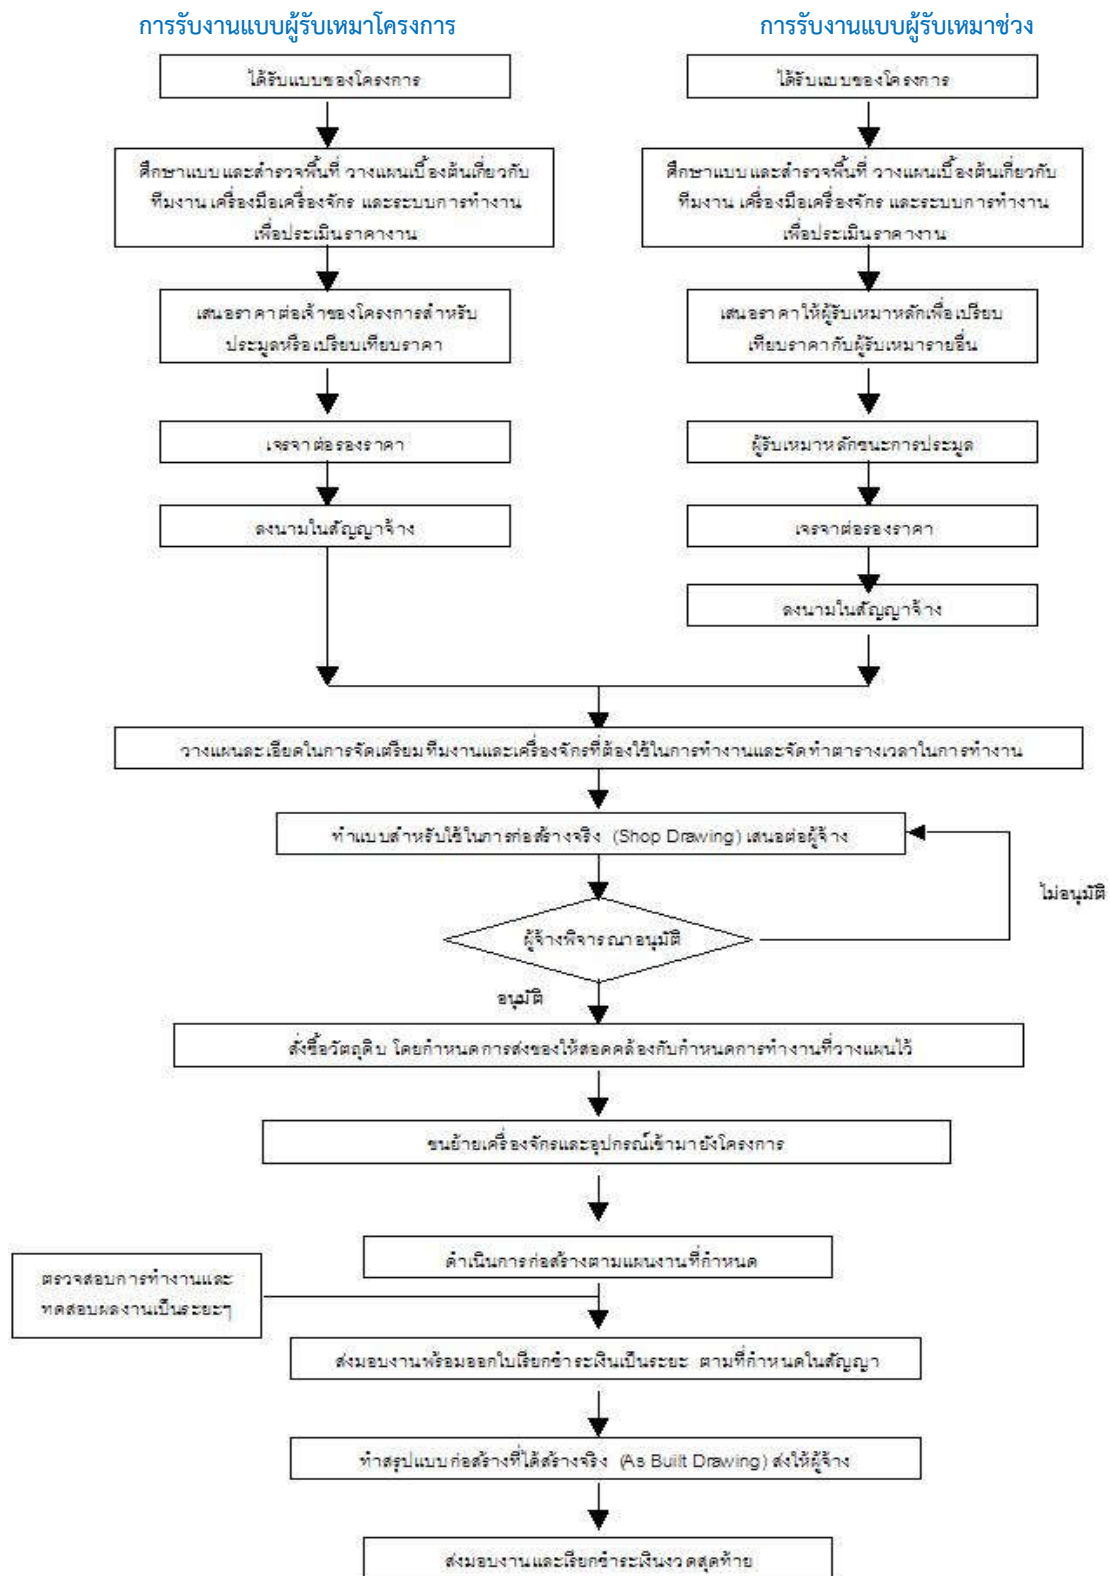 การรับงานแบบผู้รับเหมาโครงการ
การรับงานแบบผู้รับเหมาช่วง
ได้รับแบบของโครงการ
ได้รับแบบของโครงการ
ศึกษาแบบ และสำรวจพื้นที่ วางแผนเบื้องต้นเกี่ยวกับ
ทีมงาน เครื่องมือเครื่องจักร และระบบการทำงาน
เพื่อประเมินราคางาน
ศึกษาแบบ และสำรวจพื้นที่ วางแผนเบื้องต้นเกี่ยวกับ
ทีมงาน เครื่องมือเครื่องจักร และระบบการทำงาน
เพื่อประเมินราคางาน
เสนอราคาต่อเจ้าของโครงการสำหรับ
ประมูลหรือเปรียบเทียบราคา
เสนอราคาให้ผู้รับเหมาหลักเพื่อเปรียบ
เทียบราคากับผู้รับเหมารายอื่น
เจรจาต่อรองราคา
ผู้รับเหมาหลักชนะการประมูล
ลงนามในสัญญาจ้าง
เจรจาต่อรองราคา
ลงนามในสัญญาจ้าง
วางแผนละเอียดในการจัดเตรียมทีมงานและเครื่องจักรที่ต้องใช้ในการทำงานและจัดทำตารางเวลาในการทำงาน
ทำแบบสำหรับใช้ในการก่อสร้างจริง (Shop Drawing) เสนอต่อผู้จ้าง
ไม่อนุมัติ
ผู้จ้างพิจารณาอนุมัติ
อนุมัติ
สั่งซื้อวัตถุดิบ โดยกำหนดการส่งของให้สอดคล้องกับกำหนดการทำงานที่วางแผนไว้
ขนย้ายเครื่องจักรและอุปกรณ์เข้ามายังโครงการ
ดำเนินการก่อสร้างตามแผนงานที่กำหนด
ตรวจสอบการทำงานและ
ทดสอบผลงานเป็นระยะๆ
ส่งมอบงานพร้อมออกใบเรียกชำระเงินเป็นระยะ ตามที่กำหนดในสัญญา
ทำสรุปแบบก่อสร้างที่ได้สร้างจริง (As Built Drawing) ส่งให้ผู้จ้าง
ส่งมอบงานและเรียกชำระเงินงวดสุดท้าย